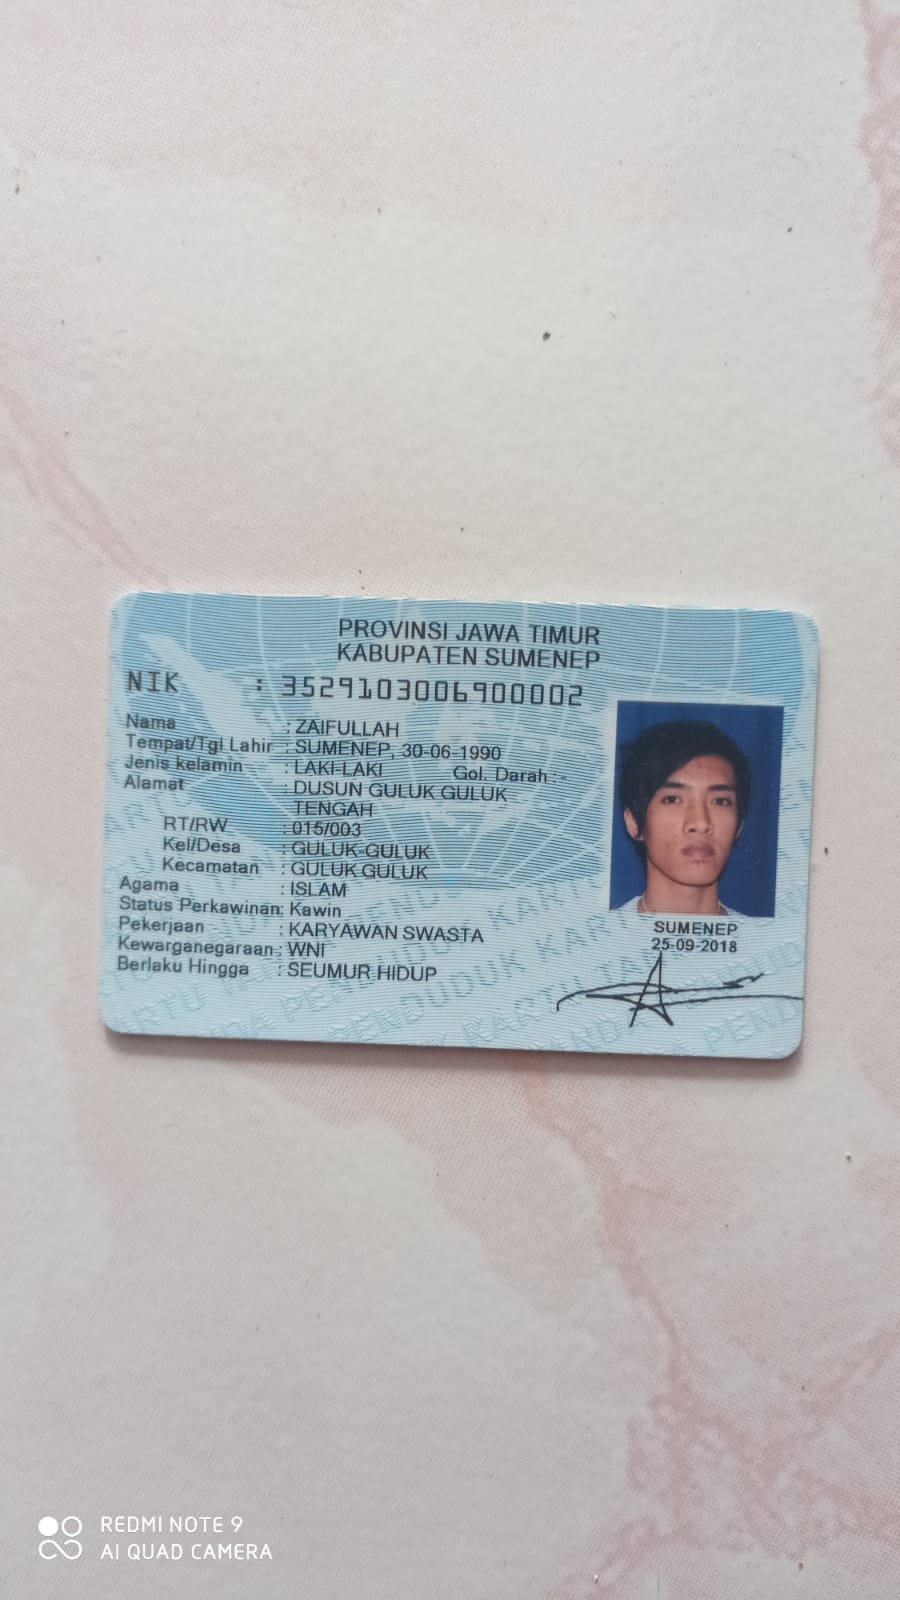 PROVINSI JAWA TIMUR
KABUPATEN SUMENEP
NIK : 3529103006900002
Nama : ZAIFULLAH
Tempat/Tgl Lahir : SUMENEP, 30-06-1990
Jenis kelamin : LAKI-LAKI Gol. Darah : -
Alamat : DUSUN GULUK GULUK
TENGAH
RT/RW : 015/003
Kel/Desa : GULUK-GULUK
Kecamatan : GULUK GULUK
Agama : ISLAM
Status Perkawinan: Kawin
Pekerjaan : KARYAWAN SWASTA
Kewarganegaraan : WNI
Berlaku Hingga : SEUMUR HIDUP
SUMENEP
25-09-2018
REDMI NOTE 9
AI QUAD CAMERA